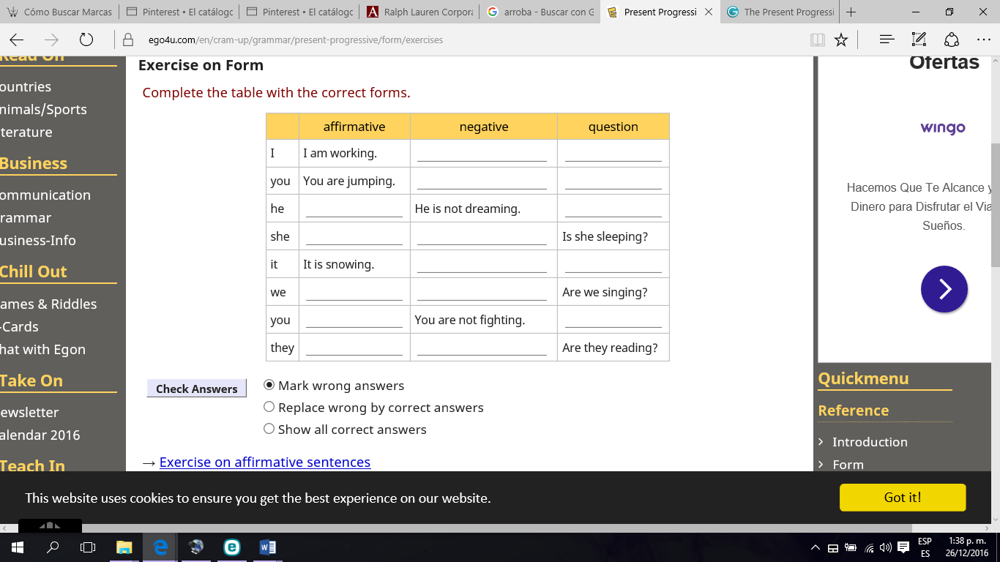 Cómo Buscar Marcas
Pinterest • El catálogo
Pinterest • El catálogo
Ralph Lauren Corpora
arroba - Buscar con G
Present Progressi
The Present Progressi
ego4u.com/en/cram-up/grammar/present-progressive/form/exercises
Read On
ountries
nimals/Sports
terature
Business
ommunication
rammar
usiness-Info
Chill Out
ames & Riddles
-Cards
hat with Egon
Take On
ewsletter
alendar 2016
Teach In
Exercise on Form
Complete the table with the correct forms.
affirmative negative question
I I am working.
you You are jumping.
he He is not dreaming.
she Is she sleeping?
it It is snowing.
we Are we singing?
you You are not fighting.
they Are they reading?
Check Answers
Mark wrong answers
Replace wrong by correct answers
Show all correct answers
→ Exercise on affirmative sentences
Ofertas
wingo
Hacemos Que Te Alcance y
Dinero para Disfrutar el Via
Sueños.
Quickmenu
Reference
> Introduction
> Form
This website uses cookies to ensure you get the best experience on our website.
Got it!
ESP
ES
1:38 p. m.
26/12/2016